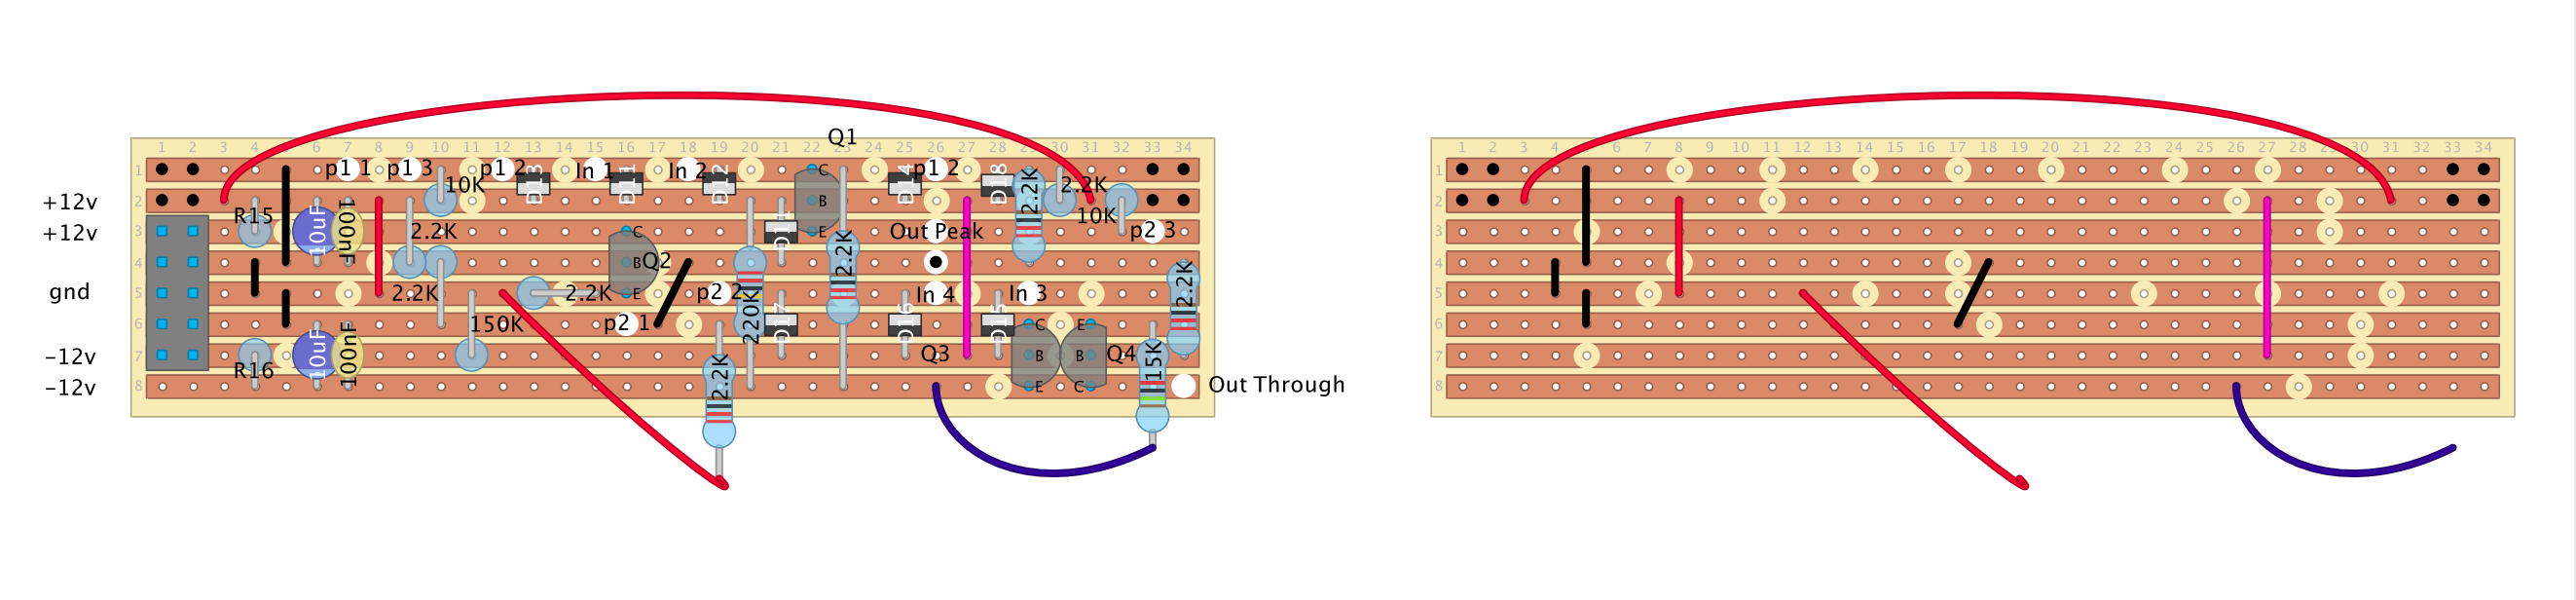 Q1
1 2 3 4 6 7 8 9 10 11 12 13 14 15 16 17 18 19 20 21 22 23 24 25 26 27 28 29 30 31 32 33 34
1 p1 1 p1 3 p1 2 D13 In 1 D11 In 2 D12 C D14 p1 2 D18
10K 2.2K 2.2K
+12v 2 B
R15 10K
+12v 3 10uF 100nF 2.2K C D11 E Out Peak p2 3
4 B Q2 2.2K
gnd 5 2.2K 2.2K E p2 2 In 4 In 3 2.2K
6 150K p2 1 220K D17 D16 D15 C E
-12v 7 10uF 100nF Q3 B B Q4 15K
R16 2.2K
-12v 8 E C Out Through
1 2 3 4 6 7 8 9 10 11 12 13 14 15 16 17 18 19 20 21 22 23 24 25 26 27 28 29 30 31 32 33 34
1
2
3
4
5
6
7
8